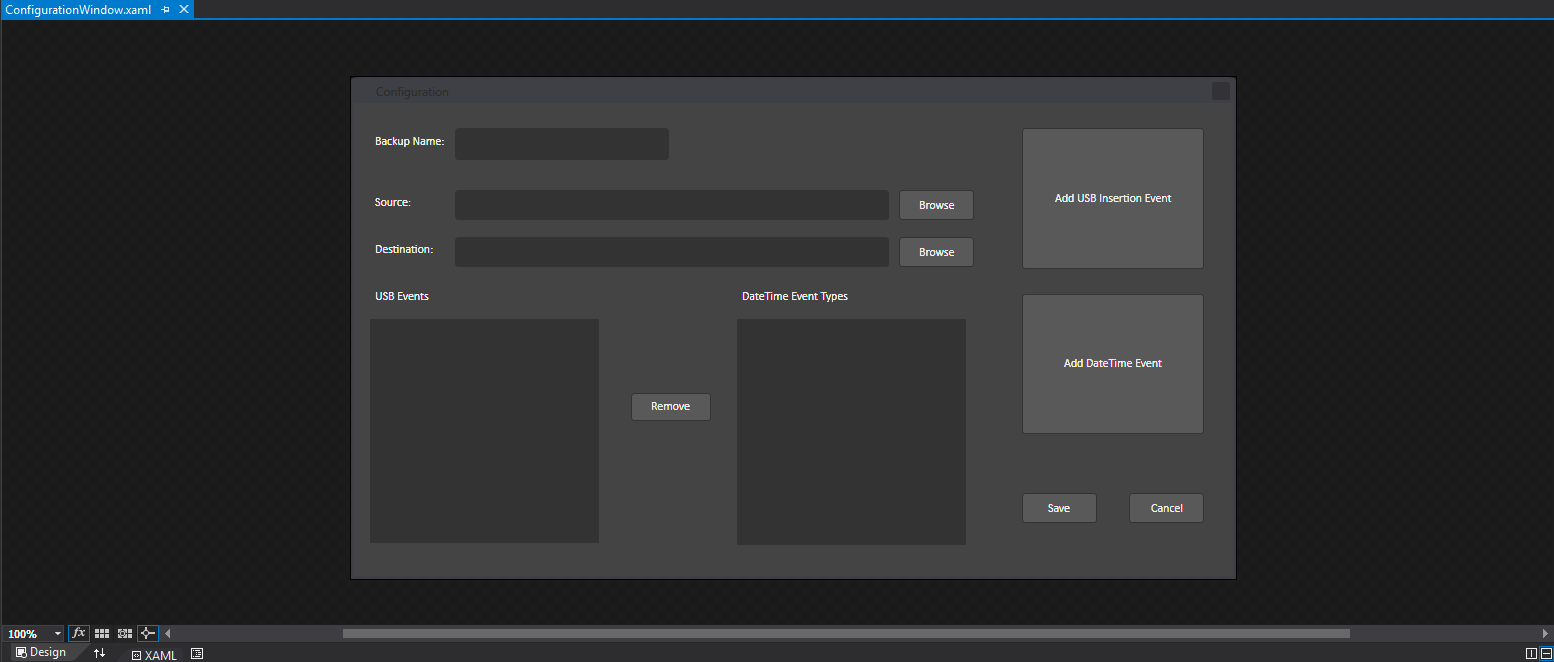 ConfigurationWindow.xaml
Configuration
Backup Name:
Source:
Browse
Destination:
Browse
USB Events
DateTime Event Types
Remove
Add USB Insertion Event
Add DateTime Event
Save
Cancel
100%
fx
Design
XAML